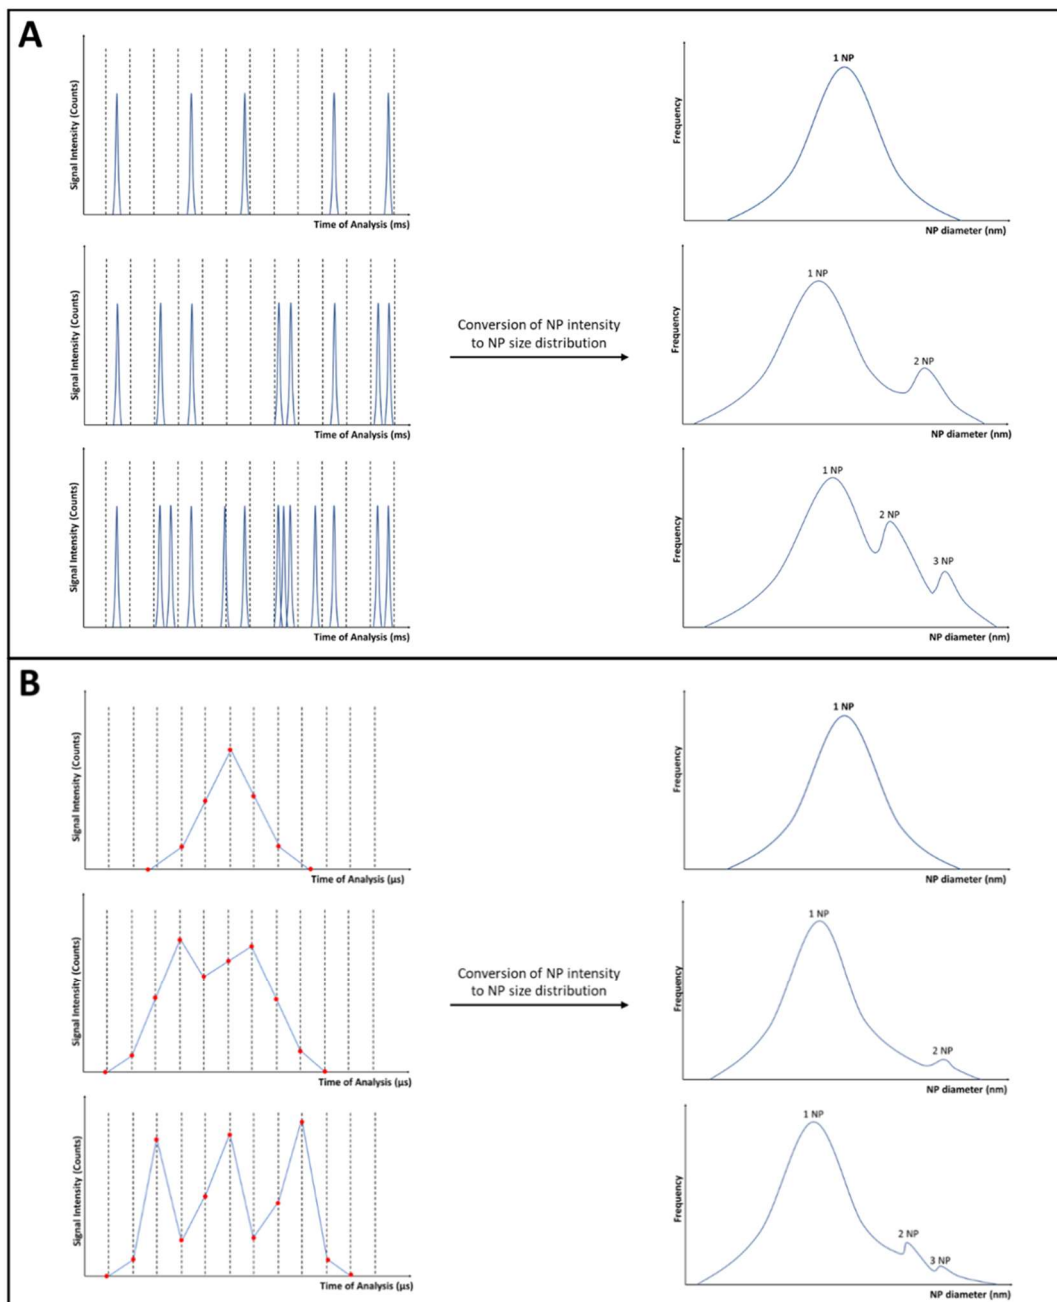 A
Signal Intensity (Counts)
Time of Analysis (ms)
Frequency
1 NP
NP diameter (nm)
Signal Intensity (Counts)
Time of Analysis (ms)
Conversion of NP intensity
to NP size distribution
Frequency
1 NP
2 NP
NP diameter (nm)
Signal Intensity (Counts)
Time of Analysis (ms)
Frequency
1 NP
2 NP
3 NP
NP diameter (nm)
B
Signal Intensity (Counts)
Time of Analysis (µs)
Frequency
1 NP
NP diameter (nm)
Signal Intensity (Counts)
Time of Analysis (µs)
Conversion of NP intensity
to NP size distribution
Frequency
1 NP
2 NP
NP diameter (nm)
Signal Intensity (Counts)
Time of Analysis (µs)
Frequency
1 NP
2 NP
3 NP
NP diameter (nm)